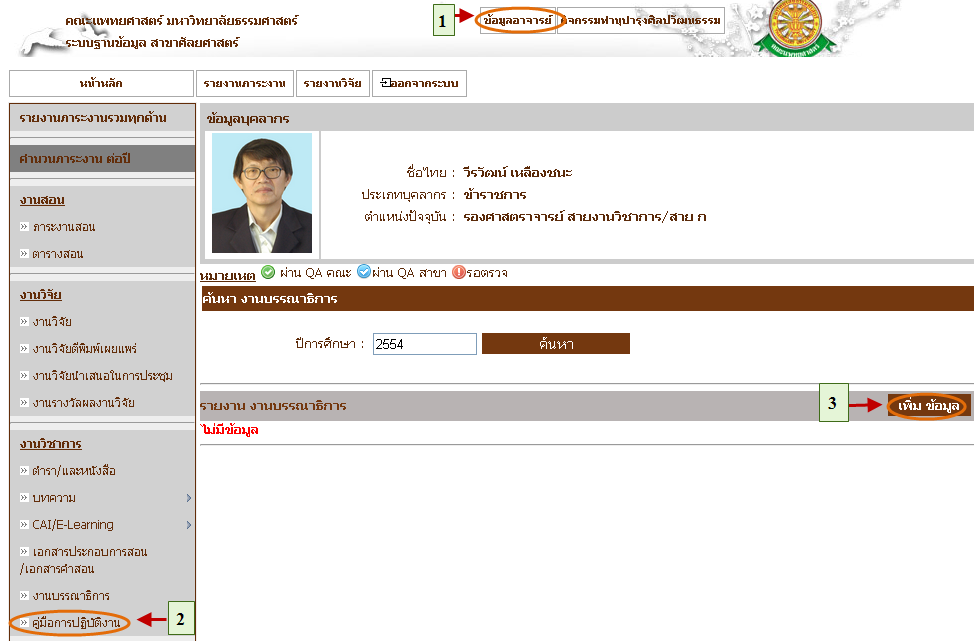 คณะแพทยศาสตร์ มหาวิทยาลัยธรรมศาสตร์
ระบบฐานข้อมูล สาขาศัลยศาสตร์
1
ข้อมูลอาจารย์
กิจกรรมทำนุบำรุงศิลปวัฒนธรรม
หน้าหลัก
รายงานภาระงาน
รายงานวิจัย
ออกจากระบบ
รายงานภาระงานรวมทุกด้าน
คำนวนภาระงาน ต่อปี
งานสอน
ภาระงานสอน
ตารางสอน
งานวิจัย
งานวิจัย
งานวิจัยตีพิมพ์เผยแพร่
งานวิจัยนำเสนอในการประชุม
งานรางวัลผลงานวิจัย
งานวิชาการ
ตำรา/และหนังสือ
บทความ
CAI/E-Learning
เอกสารประกอบการสอน
/เอกสารคำสอน
งานบรรณาธิการ
คู่มือการปฏิบัติงาน
2
ข้อมูลบุคลากร
ชื่อไทย : วีรวัฒน์ เหลืองชนะ
ประเภทบุคลากร : ข้าราชการ
ตำแหน่งปัจจุบัน : รองศาสตราจารย์ สายงานวิชาการ/สาย ก
หมายเหตุ ผ่าน QA คณะ ผ่าน QA สาขา รอตรวจ
ค้นหา งานบรรณาธิการ
ปีการศึกษา : 2554 ค้นหา
รายงาน งานบรรณาธิการ
3
เพิ่ม ข้อมูล
ไม่มีข้อมูล